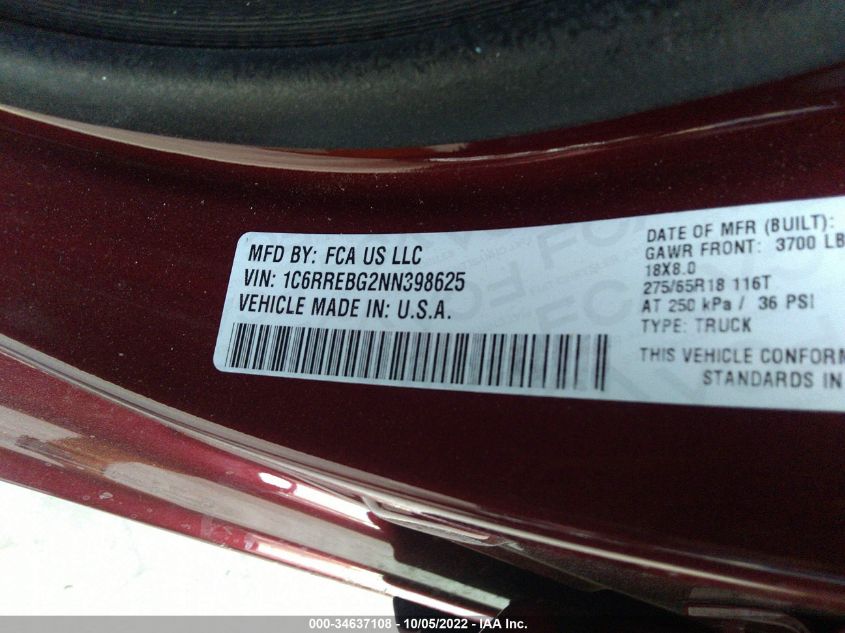 MFD BY: FCA US LLC
VIN: 1C6RREBG2NN398625
VEHICLE MADE IN: U.S.A.
DATE OF MFR (BUILT):
GAWR FRONT: 3700 LB
18X8.0
275/65R18 116T
AT 250 kPa / 36 PSI
TYPE: TRUCK
THIS VEHICLE CONFORM
STANDARDS IN
000-34637108 - 10/05/2022 - IAA Inc.